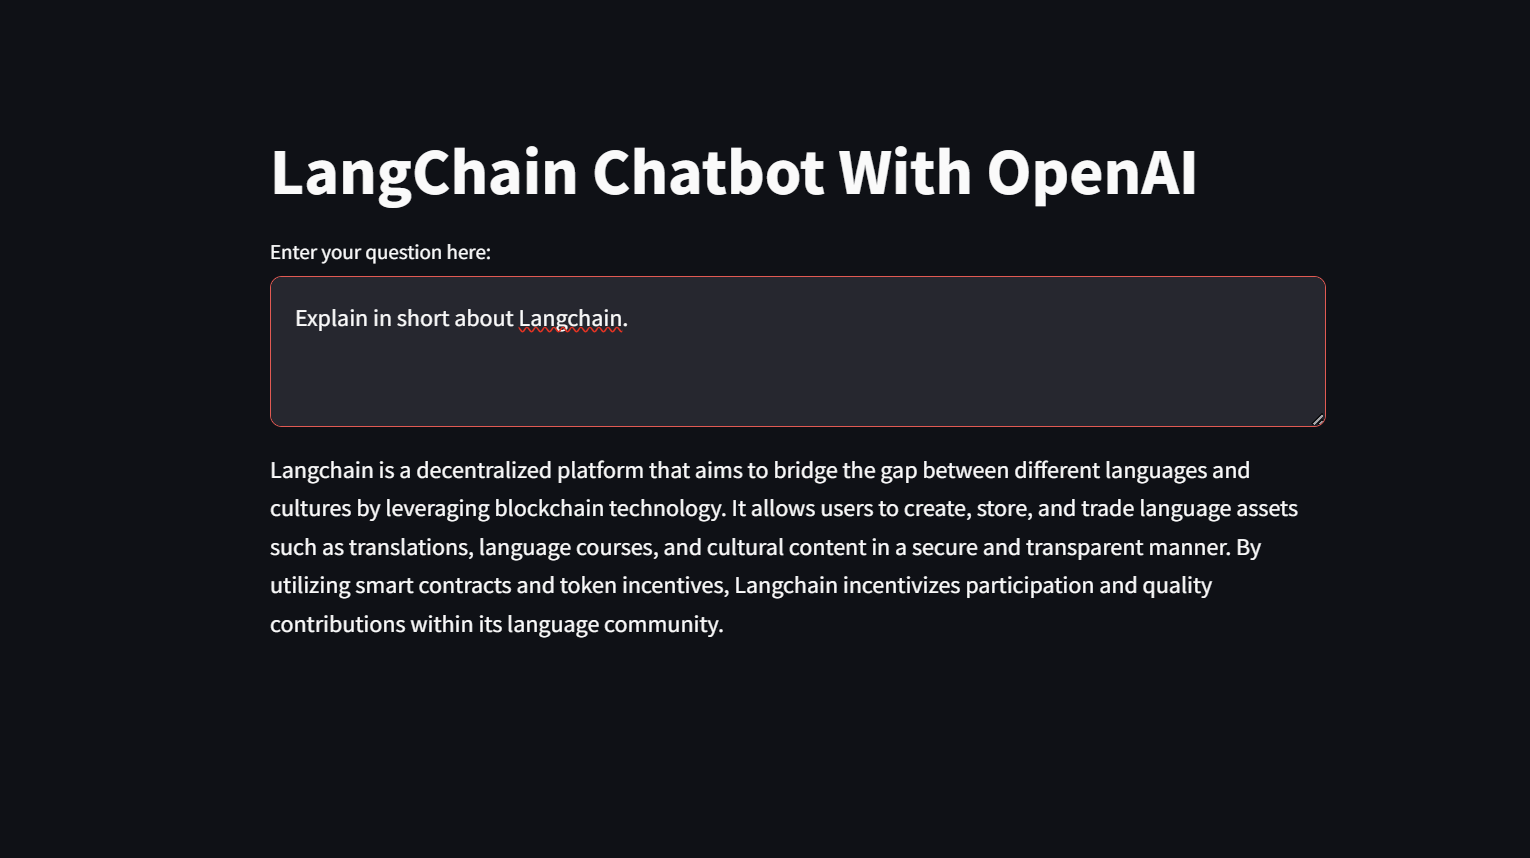 LangChain Chatbot With OpenAI
Enter your question here:
Explain in short about Langchain.
Langchain is a decentralized platform that aims to bridge the gap between different languages and
cultures by leveraging blockchain technology. It allows users to create, store, and trade language assets
such as translations, language courses, and cultural content in a secure and transparent manner. By
utilizing smart contracts and token incentives, Langchain incentivizes participation and quality
contributions within its language community.